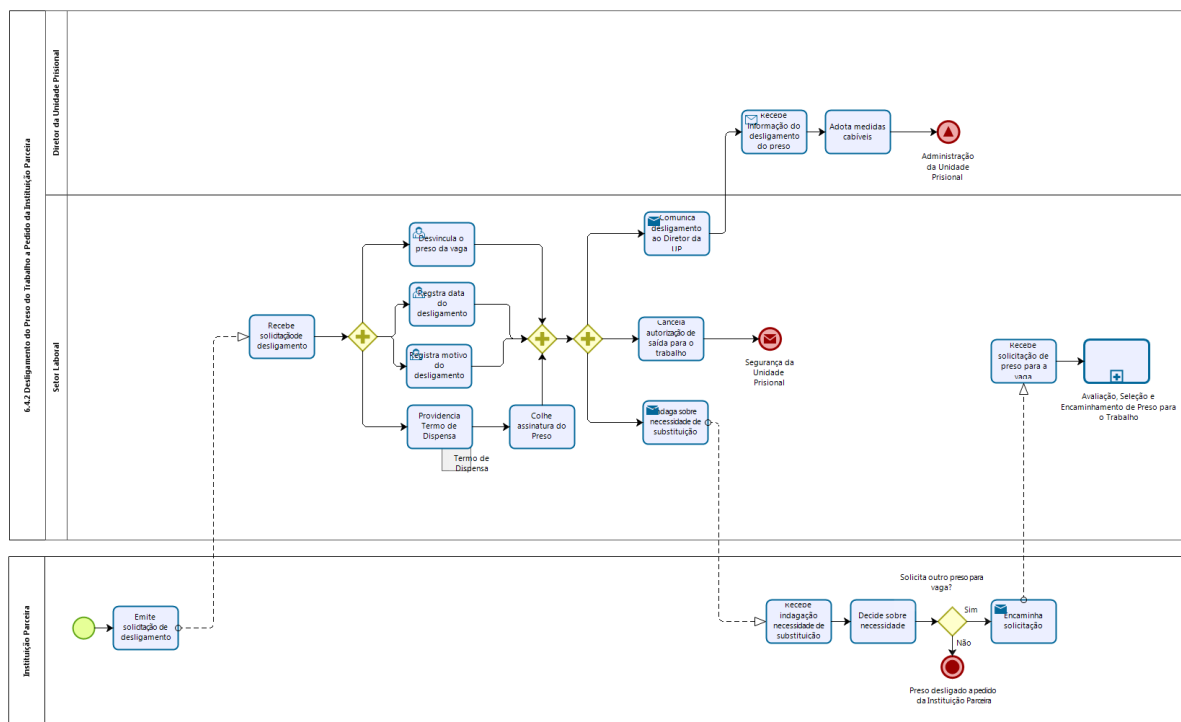 6.4.2 Desligamento do Preso do Trabalho a Pedido da Instituição Parceira
Diretor da Unidade Prisional
Recebe
informação do
desligamento
do preso
Adota medidas
cabíveis
Administração
da Unidade
Prisional
Setor Laboral
Recebe
solicitação de
desligamento
Desvincula o
preso da vaga
Registra data
do
desligamento
Registra motivo
do
desligamento
Providencia
Termo de
Dispensa
Termo de
Dispensa
Colhe
assinatura do
Preso
Comunica
desligamento
ao Diretor da
UP
Cancela
autorização de
saída para o
trabalho
Segurança da
Unidade
Prisional
Indaga sobre
necessidade de
substituição
Recebe
solicitação de
preso para a
vaga
Avaliação, Seleção e
Encaminhamento de Preso para
o Trabalho
Instituição Parceira
Emite
solicitação de
desligamento
Recebe
indagação
necessidade de
substituição
Decide sobre
necessidade
Solicita outro preso para
vaga?
Sim
Não
Encaminha
solicitação
Preso desligado a pedido
da Instituição Parceira